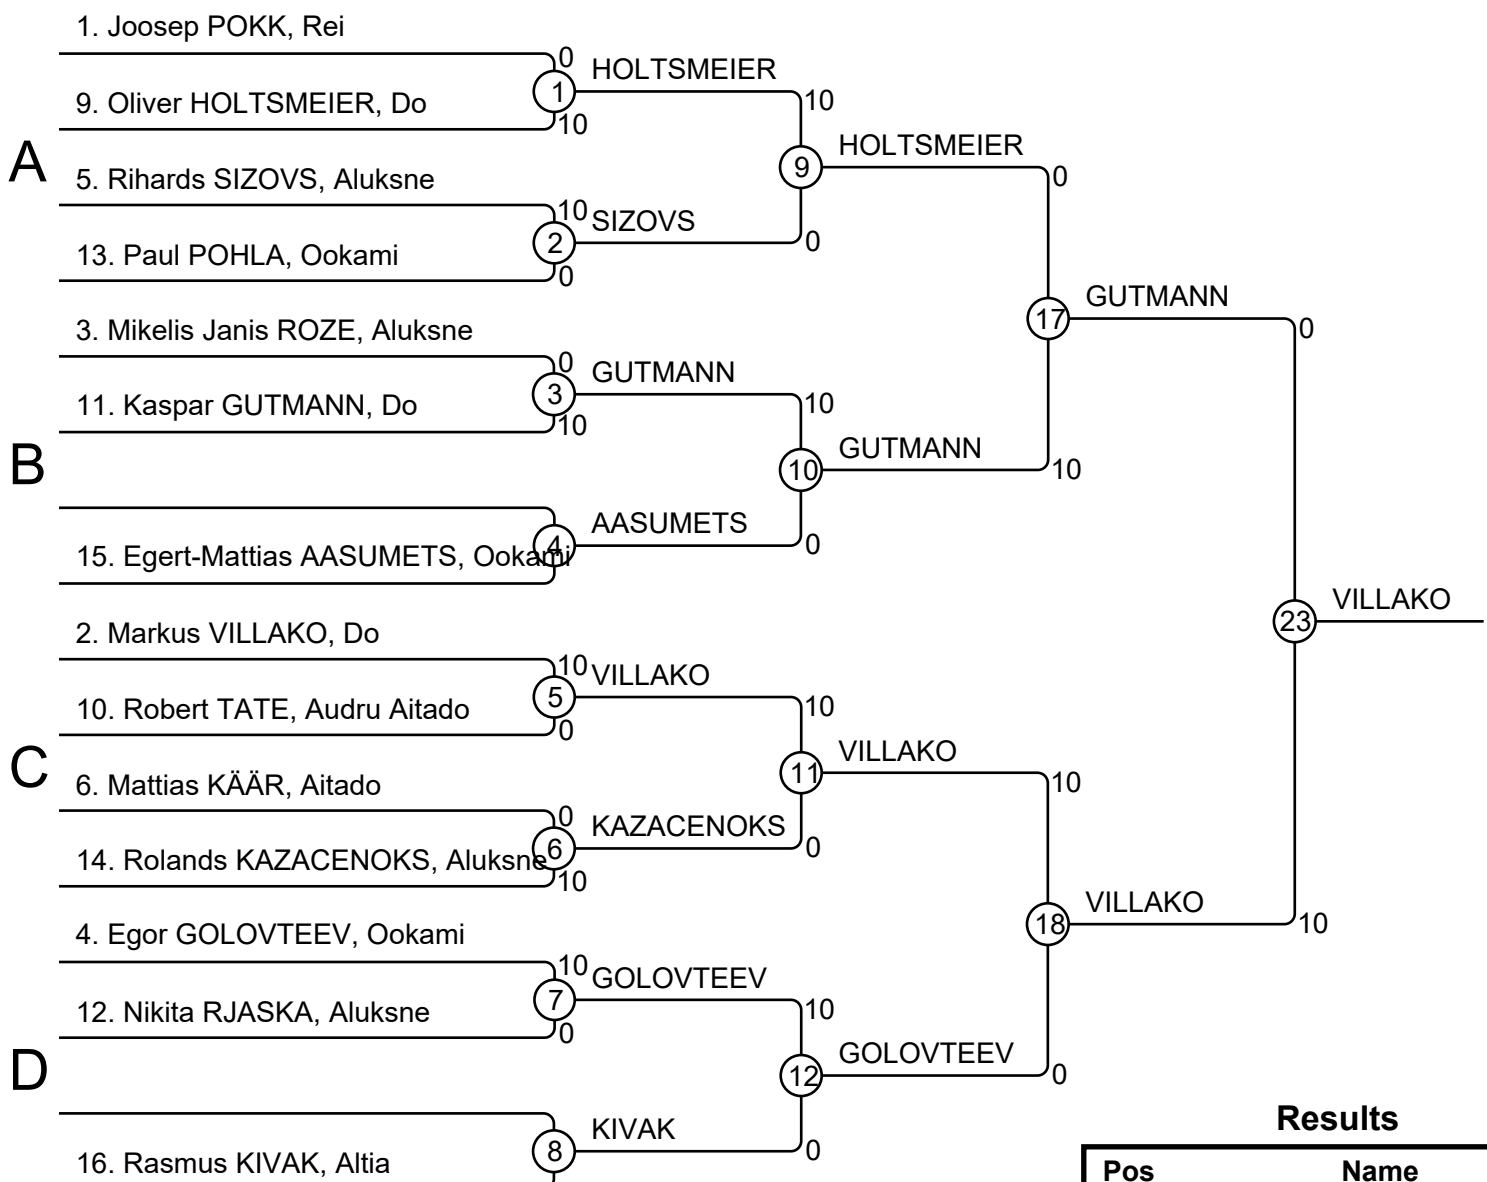 1. Joosep POKK, Rei
0
HOLTSMEIER
1
10
9. Oliver HOLTSMEIER, Do
10
HOLTSMEIER
A
9
0
5. Rihards SIZOVS, Aluksne
10
SIZOVS
2
0
13. Paul POHLA, Ookami
0
GUTMANN
17
0
3. Mikelis Janis ROZE, Aluksne
0
GUTMANN
3
10
11. Kaspar GUTMANN, Do
10
GUTMANN
B
10
10
AASUMETS
4
0
15. Egert-Mattias AASUMETS, Ookami
VILLAKO
23
2. Markus VILLAKO, Do
10
VILLAKO
5
10
10. Robert TATE, Audru Aitado
0
VILLAKO
C
11
10
6. Mattias KÄÄR, Aitado
0
KAZACENOKS
6
0
14. Rolands KAZACENOKS, Aluksne
10
VILLAKO
18
10
4. Egor GOLOVTEEV, Ookami
10
GOLOVTEEV
7
10
12. Nikita RJASKA, Aluksne
0
GOLOVTEEV
D
12
0
KIVAK
8
0
16. Rasmus KIVAK, Altia
Results
Pos Name